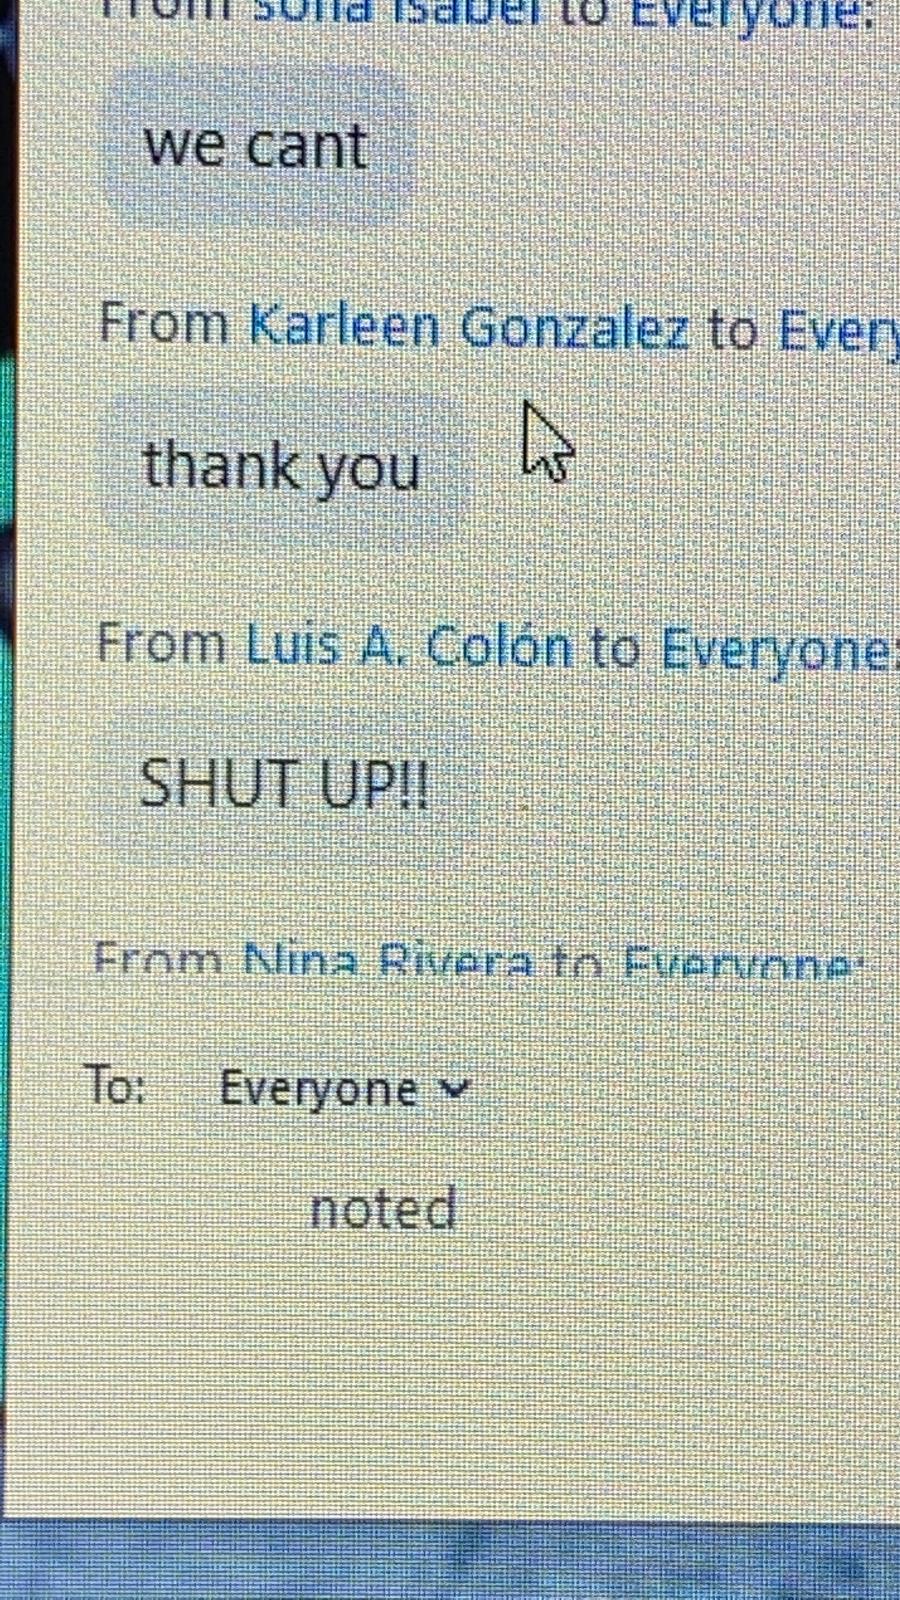 From sofia isabel to Everyone:
we cant
From Karleen Gonzalez to Every
thank you
From Luis A. Colón to Everyone:
SHUT UP!!
From Nina Rivera to Everyone:
To: Everyone
noted